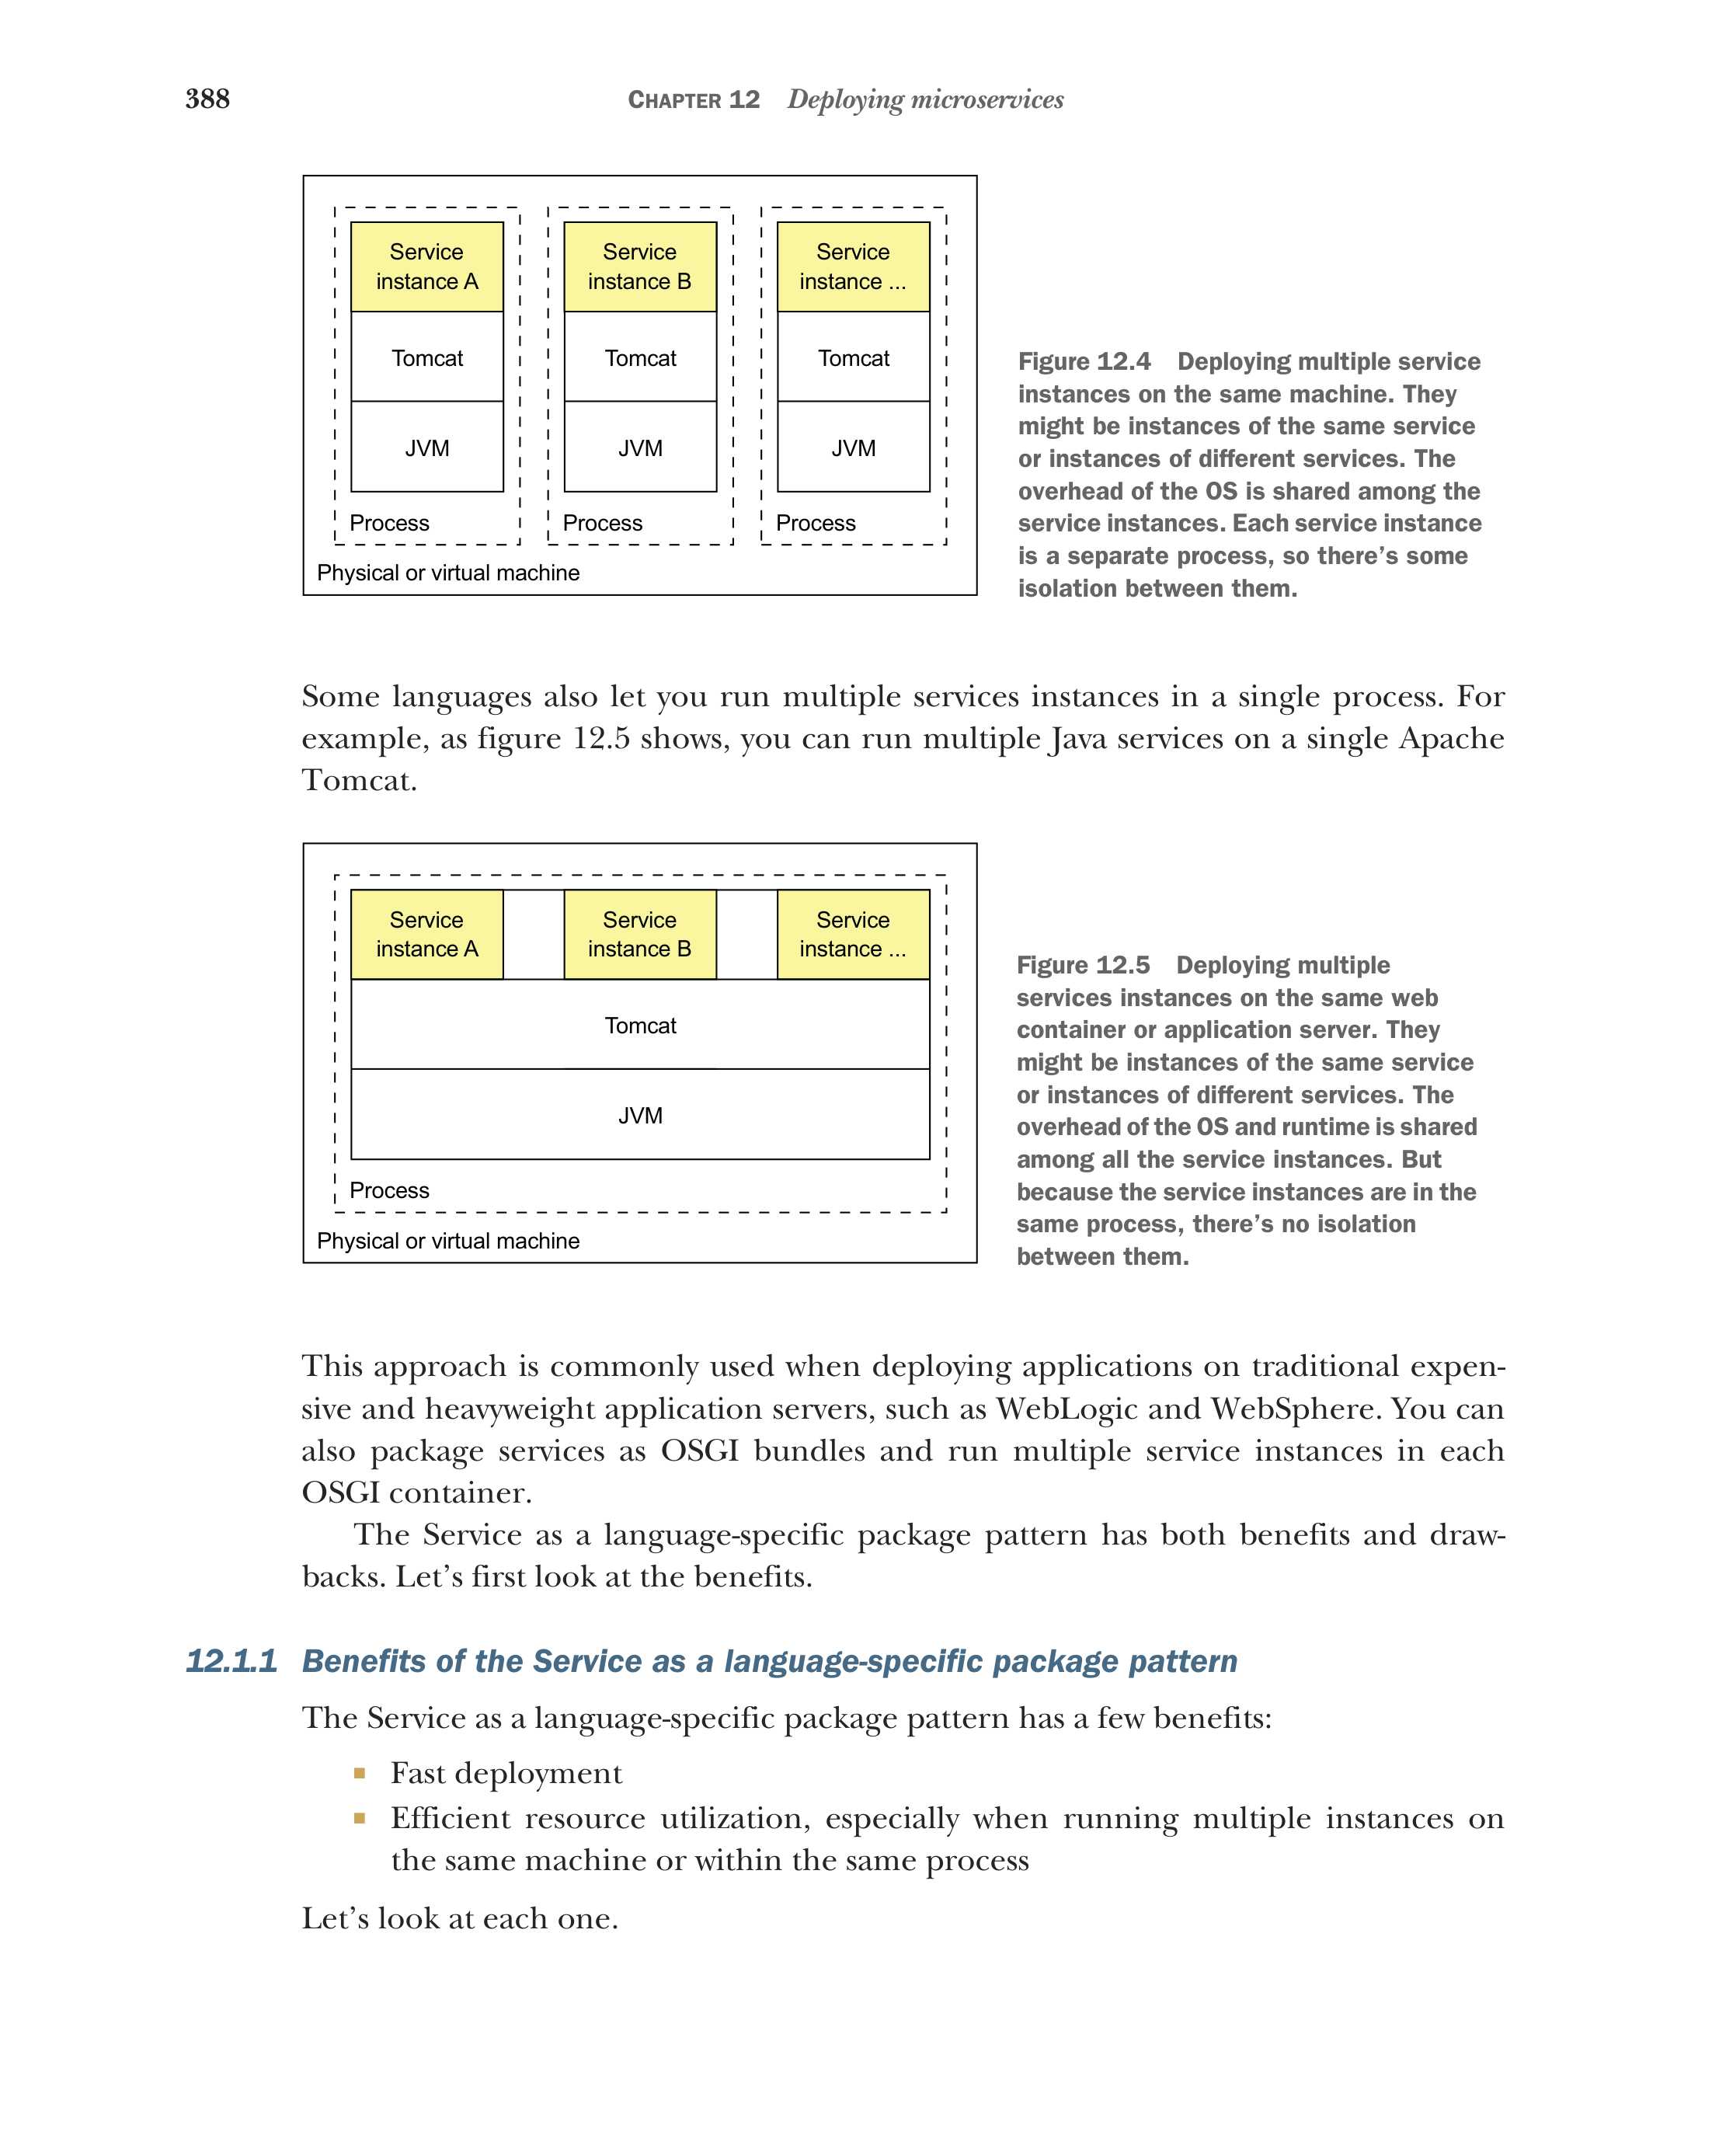 388
CHAPTER 12 Deploying microservices
Service
instance A
Tomcat
JVM
Process
Service
instance B
Tomcat
JVM
Process
Service
instance ...
Tomcat
JVM
Process
Physical or virtual machine
Figure 12.4 Deploying multiple service
instances on the same machine. They
might be instances of the same service
or instances of different services. The
overhead of the OS is shared among the
service instances. Each service instance
is a separate process, so there’s some
isolation between them.
Some languages also let you run multiple services instances in a single process. For
example, as figure 12.5 shows, you can run multiple Java services on a single Apache
Tomcat.
Service
instance A
Service
instance B
Service
instance ...
Tomcat
JVM
Process
Physical or virtual machine
Figure 12.5 Deploying multiple
services instances on the same web
container or application server. They
might be instances of the same service
or instances of different services. The
overhead of the OS and runtime is shared
among all the service instances. But
because the service instances are in the
same process, there’s no isolation
between them.
This approach is commonly used when deploying applications on traditional expen-
sive and heavyweight application servers, such as WebLogic and WebSphere. You can
also package services as OSGI bundles and run multiple service instances in each
OSGI container.
The Service as a language-specific package pattern has both benefits and draw-
backs. Let’s first look at the benefits.
12.1.1 Benefits of the Service as a language-specific package pattern
The Service as a language-specific package pattern has a few benefits:
■ Fast deployment
■ Efficient resource utilization, especially when running multiple instances on
the same machine or within the same process
Let’s look at each one.